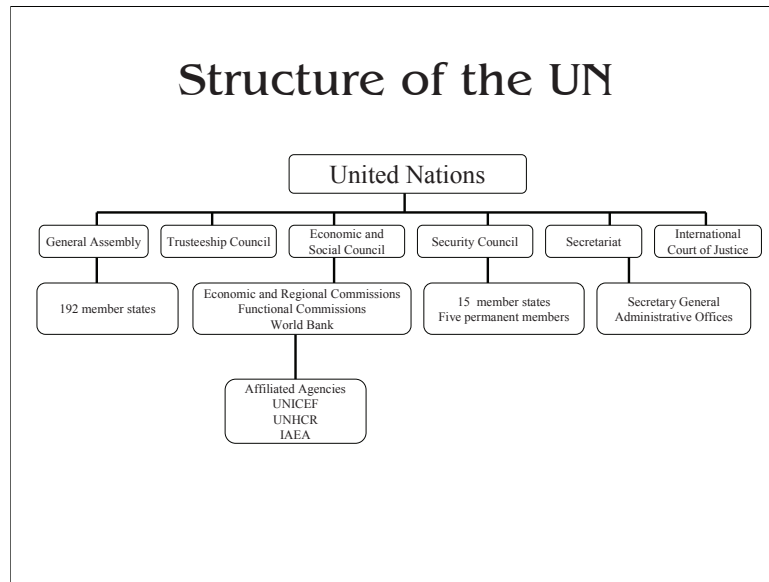 Structure of the UN
United Nations
General Assembly
Trusteeship Council
Economic and
Social Council
Security Council
Secretariat
International
Court of Justice
192 member states
Economic and Regional Commissions
Functional Commissions
World Bank
15 member states
Five permanent members
Secretary General
Administrative Offices
Affiliated Agencies
UNICEF
UNHCR
IAEA